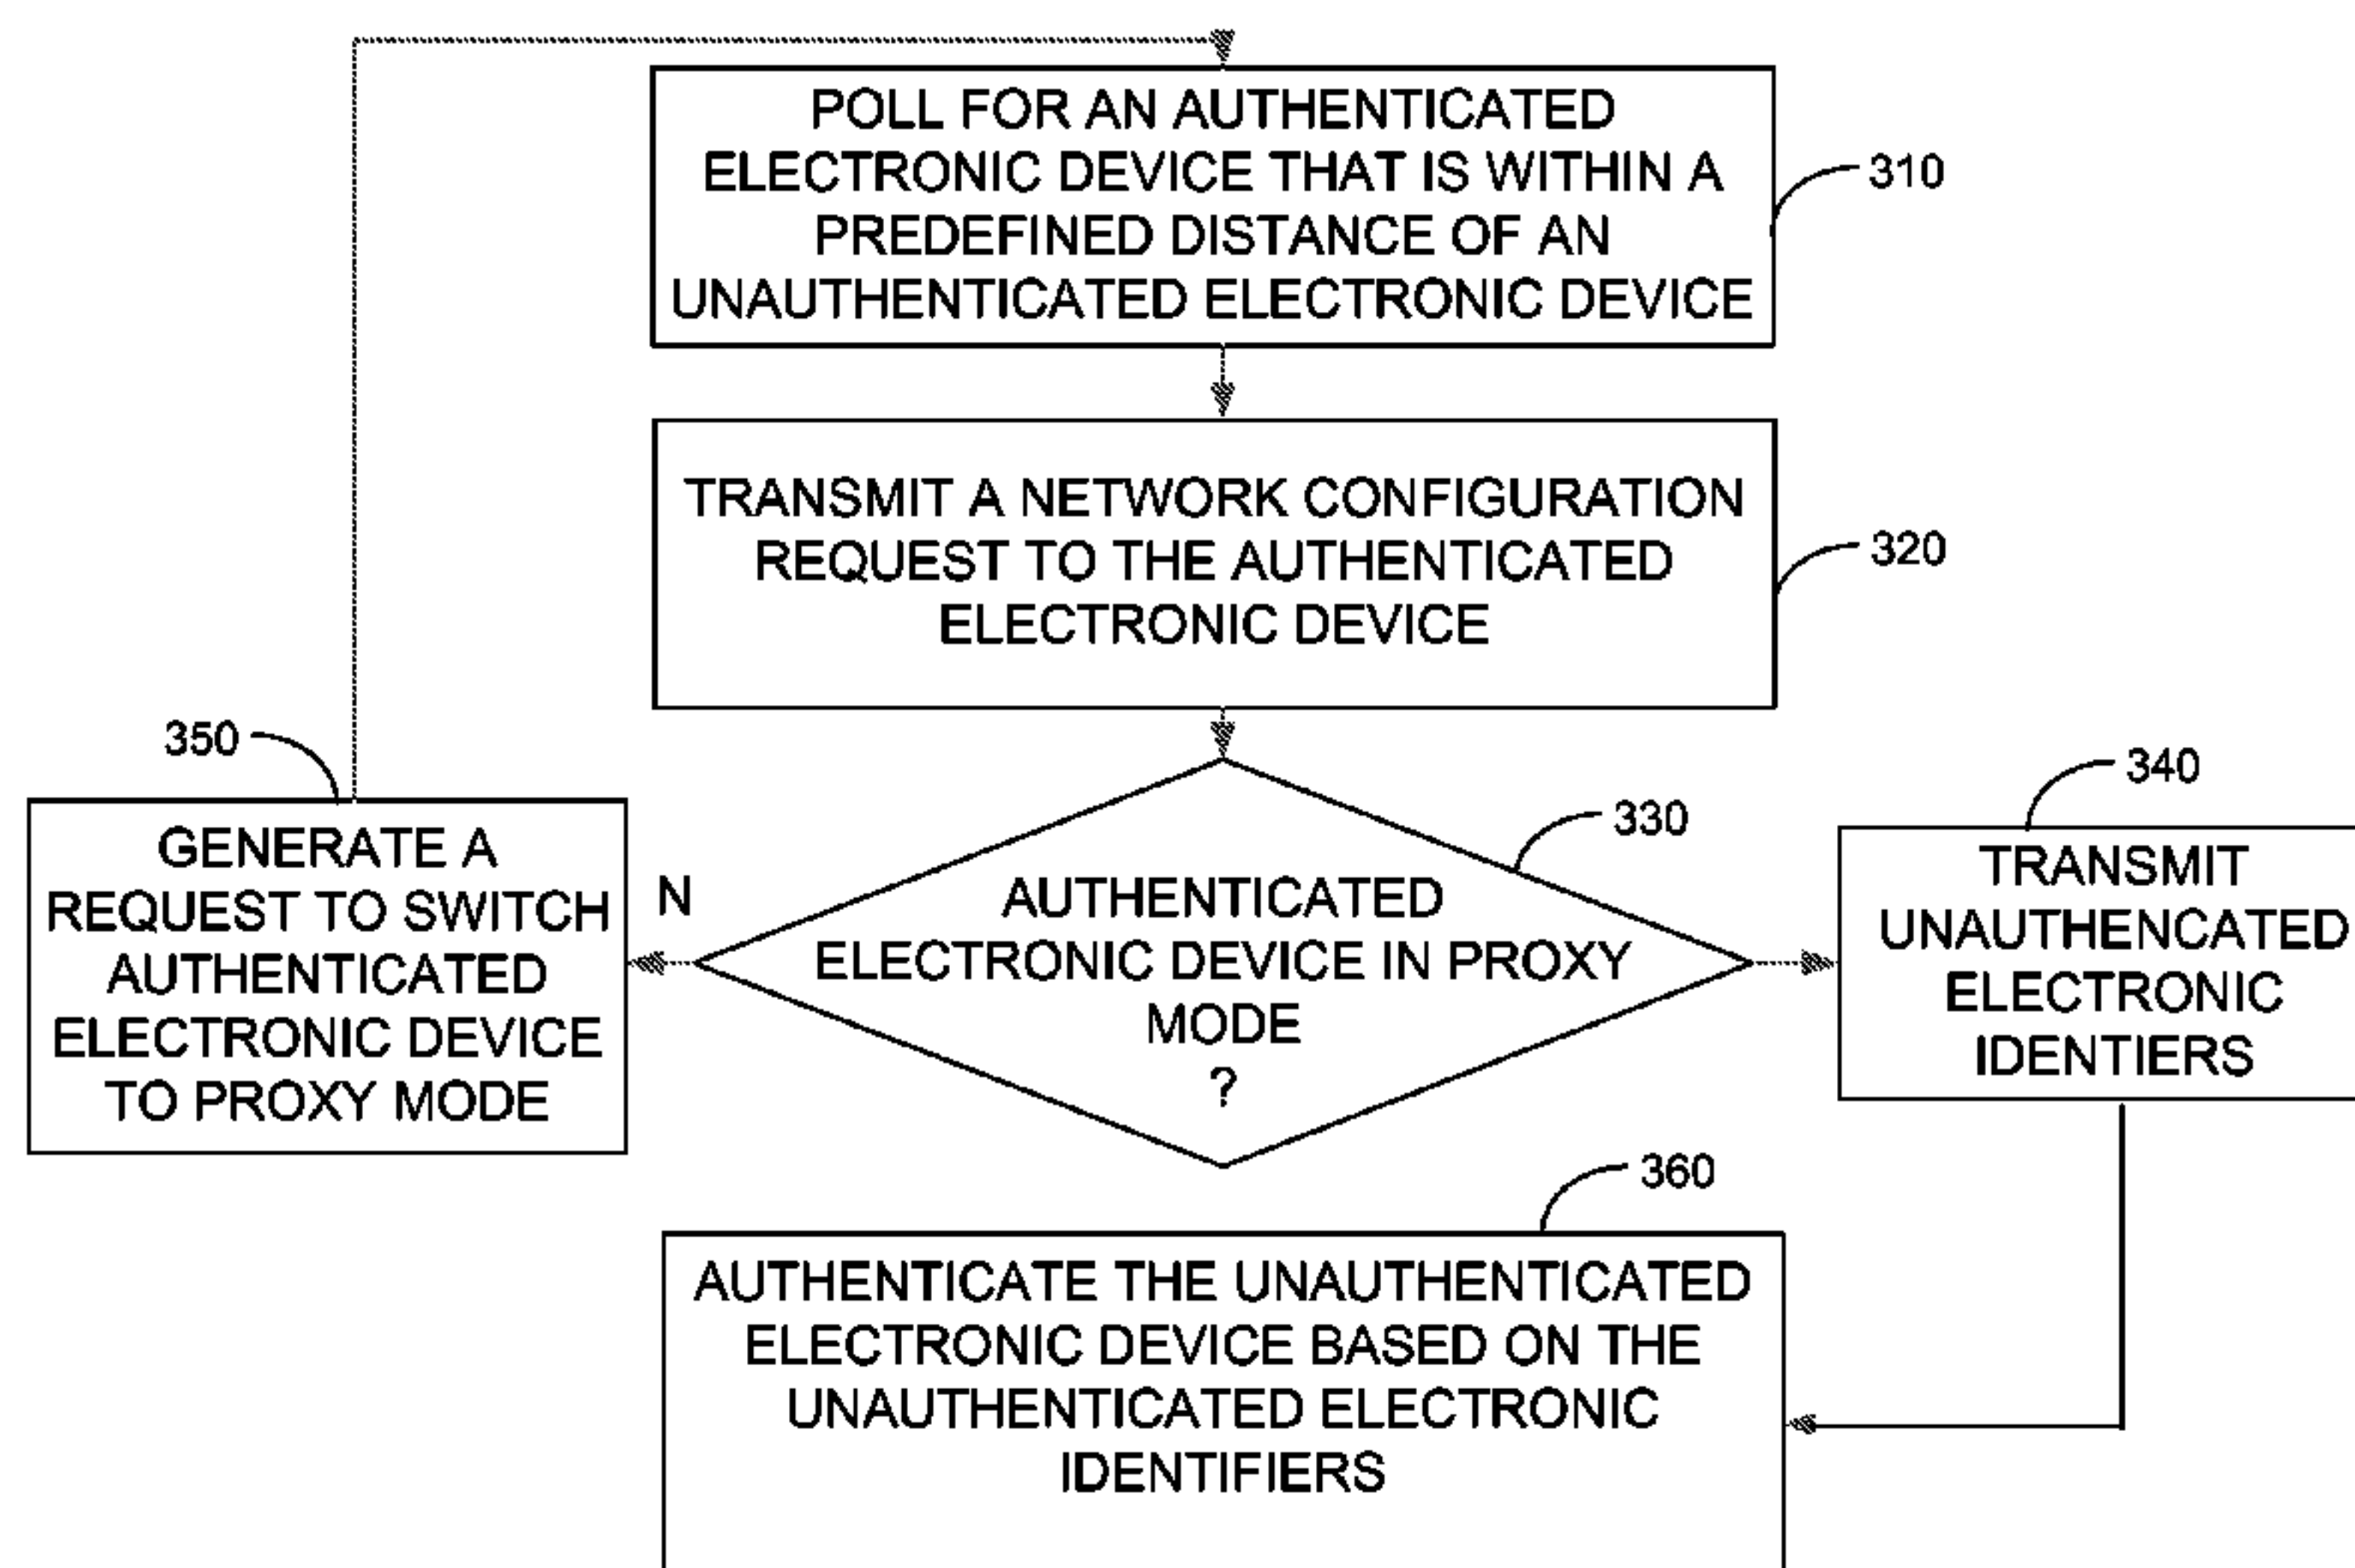 POLL FOR AN AUTHENTICATED
ELECTRONIC DEVICE THAT IS WITHIN A
PREDEFINED DISTANCE OF AN
UNAUTHENTICATED ELECTRONIC DEVICE
310
TRANSMIT A NETWORK CONFIGURATION
REQUEST TO THE AUTHENTICATED
ELECTRONIC DEVICE
320
350
GENERATE A
REQUEST TO SWITCH
AUTHENTICATED
ELECTRONIC DEVICE
TO PROXY MODE
N
330
AUTHENTICATED
ELECTRONIC DEVICE IN PROXY
MODE
?
340
TRANSMIT
UNAUTHENCATED
ELECTRONIC
IDENTIERS
360
AUTHENTICATE THE UNAUTHENTICATED
ELECTRONIC DEVICE BASED ON THE
UNAUTHENTICATED ELECTRONIC
IDENTIFIERS